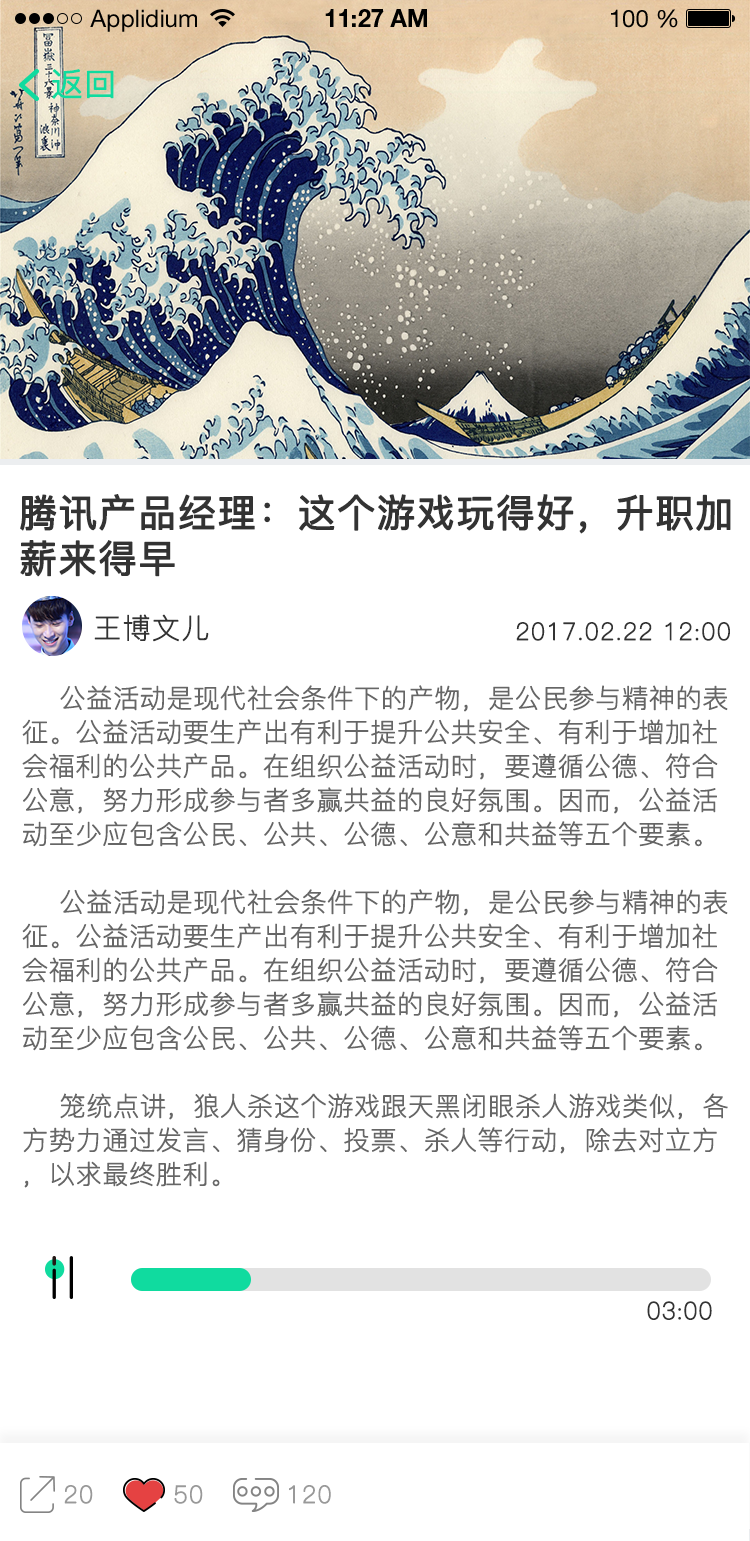 Applidium 11:27 AM 100 %
冨嶽三十六景 神奈川沖
浪裏
返回
腾讯产品经理：这个游戏玩得好，升职加
薪来得早
王博文儿
2017.02.22 12:00
公益活动是现代社会条件下的产物，是公民参与精神的表
征。公益活动要生产出有利于提升公共安全、有利于增加社
会福利的公共产品。在组织公益活动时，要遵循公德、符合
公意，努力形成参与者多赢共益的良好氛围。因而，公益活
动至少应包含公民、公共、公德、公意和共益等五个要素。
公益活动是现代社会条件下的产物，是公民参与精神的表
征。公益活动要生产出有利于提升公共安全、有利于增加社
会福利的公共产品。在组织公益活动时，要遵循公德、符合
公意，努力形成参与者多赢共益的良好氛围。因而，公益活
动至少应包含公民、公共、公德、公意和共益等五个要素。
笼统点讲，狼人杀这个游戏跟天黑闭眼杀人游戏类似，各
方势力通过发言、猜身份、投票、杀人等行动，除去对立方
，以求最终胜利。
03:00
20 50 120